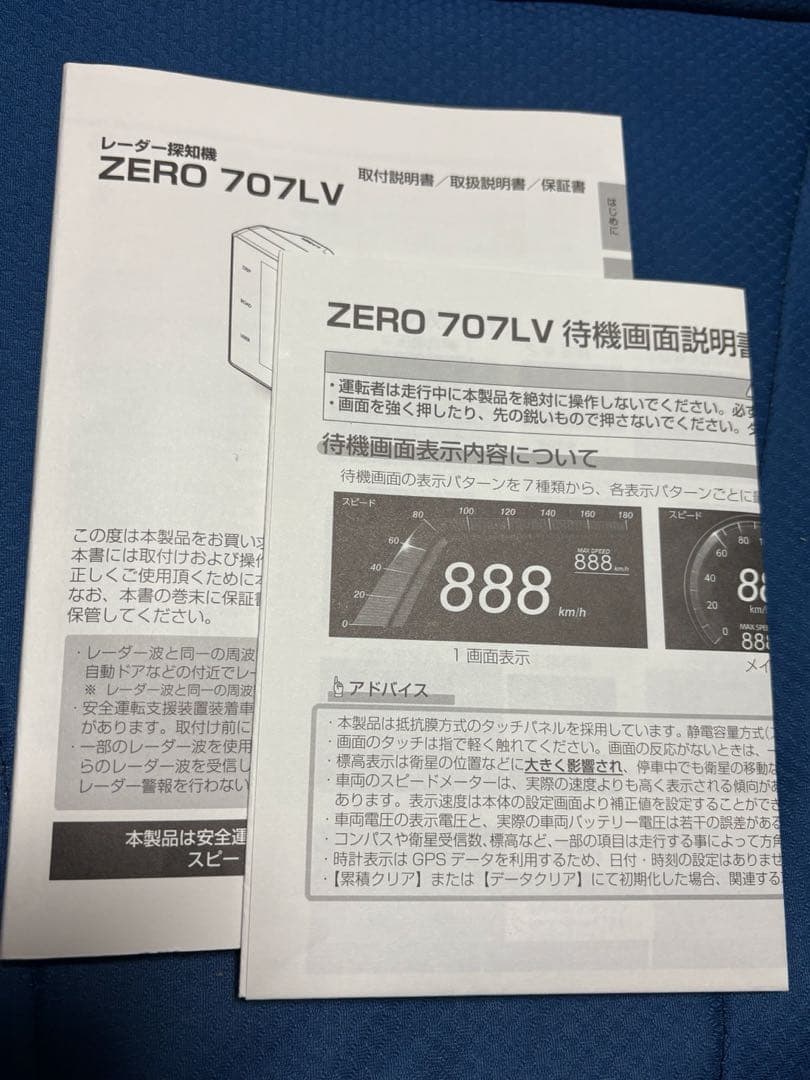 レーダー探知機
ZERO 707LV
取付説明書／取扱説明書／保証書
はじめに
この度は本製品をお買い求
本書には取付けおよび操作
正しくご使用頂くために本
なお、本書の巻末に保証書
保管してください。
・レーダー波と同一の周波
自動ドアなどの付近でレー
※ レーダー波と同一の周波
・安全運転支援装置装着車
があります。取付け前に
・一部のレーダー波を使用
らのレーダー波を受信し
レーダー警報を行わない
本製品は安全運
スピー
ZERO 707LV 待機画面説明書
・運転者は走行中に本製品を絶対に操作しないでください。必ず
・画面を強く押したり、先の鋭いもので押さないでください。タ
待機画面表示内容について
待機画面の表示パターンを7種類から、各表示パターンごとに
スピード
0 20 40 60 80 100 120 140 160 180
MAX SPEED
888 km/h
888 km/h
1画面表示
スピード
0 20 40 60 80
88
km/
MAX SPE
888
メイ
アドバイス
・本製品は抵抗膜方式のタッチパネルを採用しています。静電容量方式(
・画面のタッチは指で軽く触れてください。画面の反応がないときは、一
・標高表示は衛星の位置などに大きく影響され、停車中でも衛星の移動な
・車両のスピードメーターは、実際の速度よりも高く表示される傾向が
あります。表示速度は本体の設定画面より補正値を設定することができ
・車両電圧の表示電圧と、実際の車両バッテリー電圧は若干の誤差がある
・コンパスや衛星受信数、標高など、一部の項目は走行する事によって方角
・時計表示は GPS データを利用するため、日付・時刻の設定はありませ
・【累積クリア】または【データクリア】にて初期化した場合、関連する